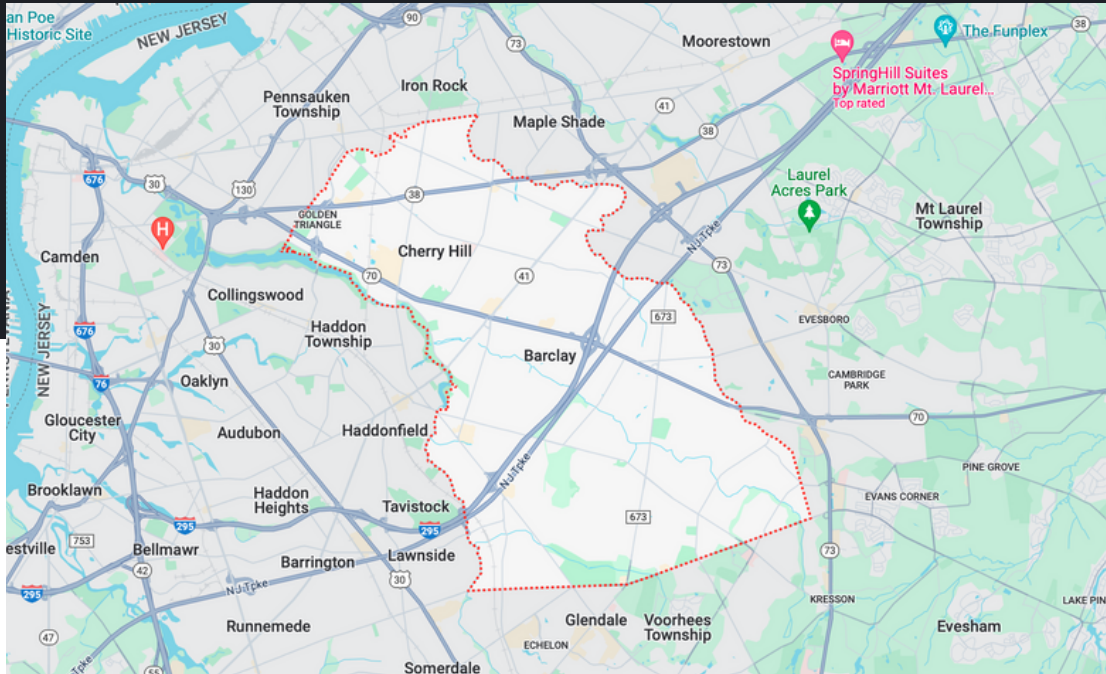 an Poe
Historic Site
NEW JERSEY
90
73
Moorestown
The Funplex
38
SpringHill Suites
by Marriott Mt. Laurel...
Top rated
Iron Rock
Pennsauken
Township
41
Maple Shade
38
676
30
130
38
GOLDEN
TRIANGLE
Laurel
Acres Park
Mt Laurel
Township
H
Camden
Cherry Hill
NJ Tpke
70
41
73
Collingswood
NEW JERSEY
676
Haddon
Township
673
EVESBORO
30
Barclay
76
Oaklyn
CAMBRIDGE
PARK
70
Gloucester
City
Audubon
Haddonfield
NJ Tpke
PINE GROVE
Brooklawn
Haddon
Heights
Tavistock
EVANS CORNER
673
295
295
estville
753
Bellmawr
Lawnside
73
Barrington
42
30
295
NJ Tpke
KRESSON
LAKE PIN
Runnemede
Glendale
Voorhees
Township
Evesham
47
ECHELON
Tpke
55
Somerdale